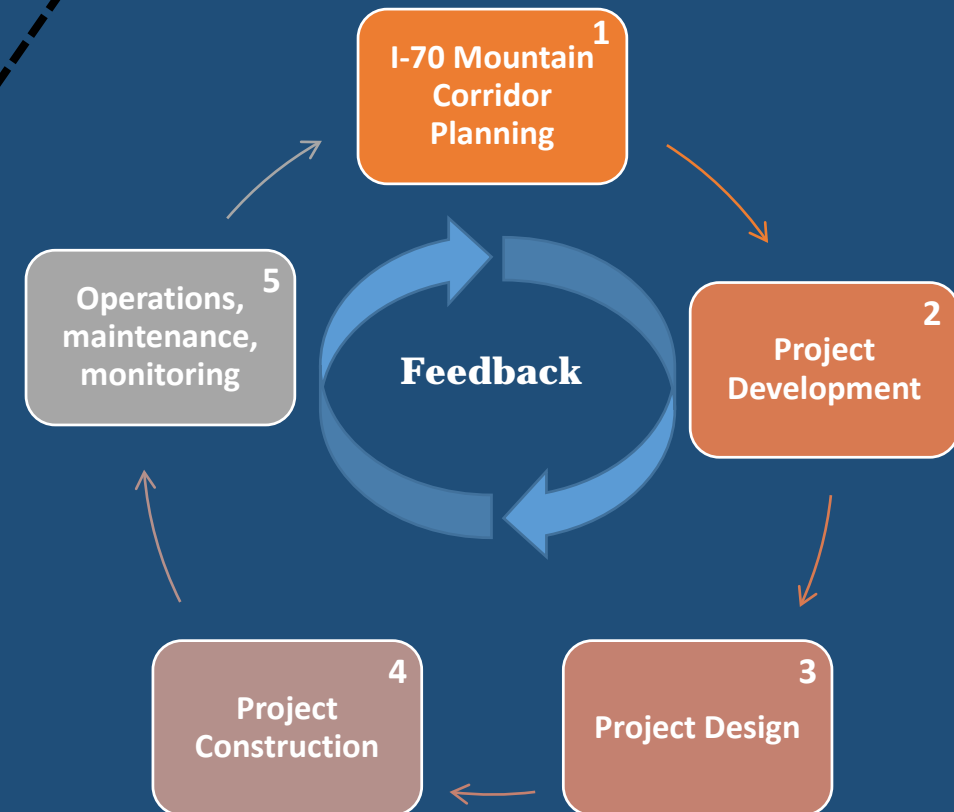 1
I-70 Mountain
Corridor
Planning
2
Project
Development
3
Project Design
4
Project
Construction
5
Operations,
maintenance,
monitoring
Feedback